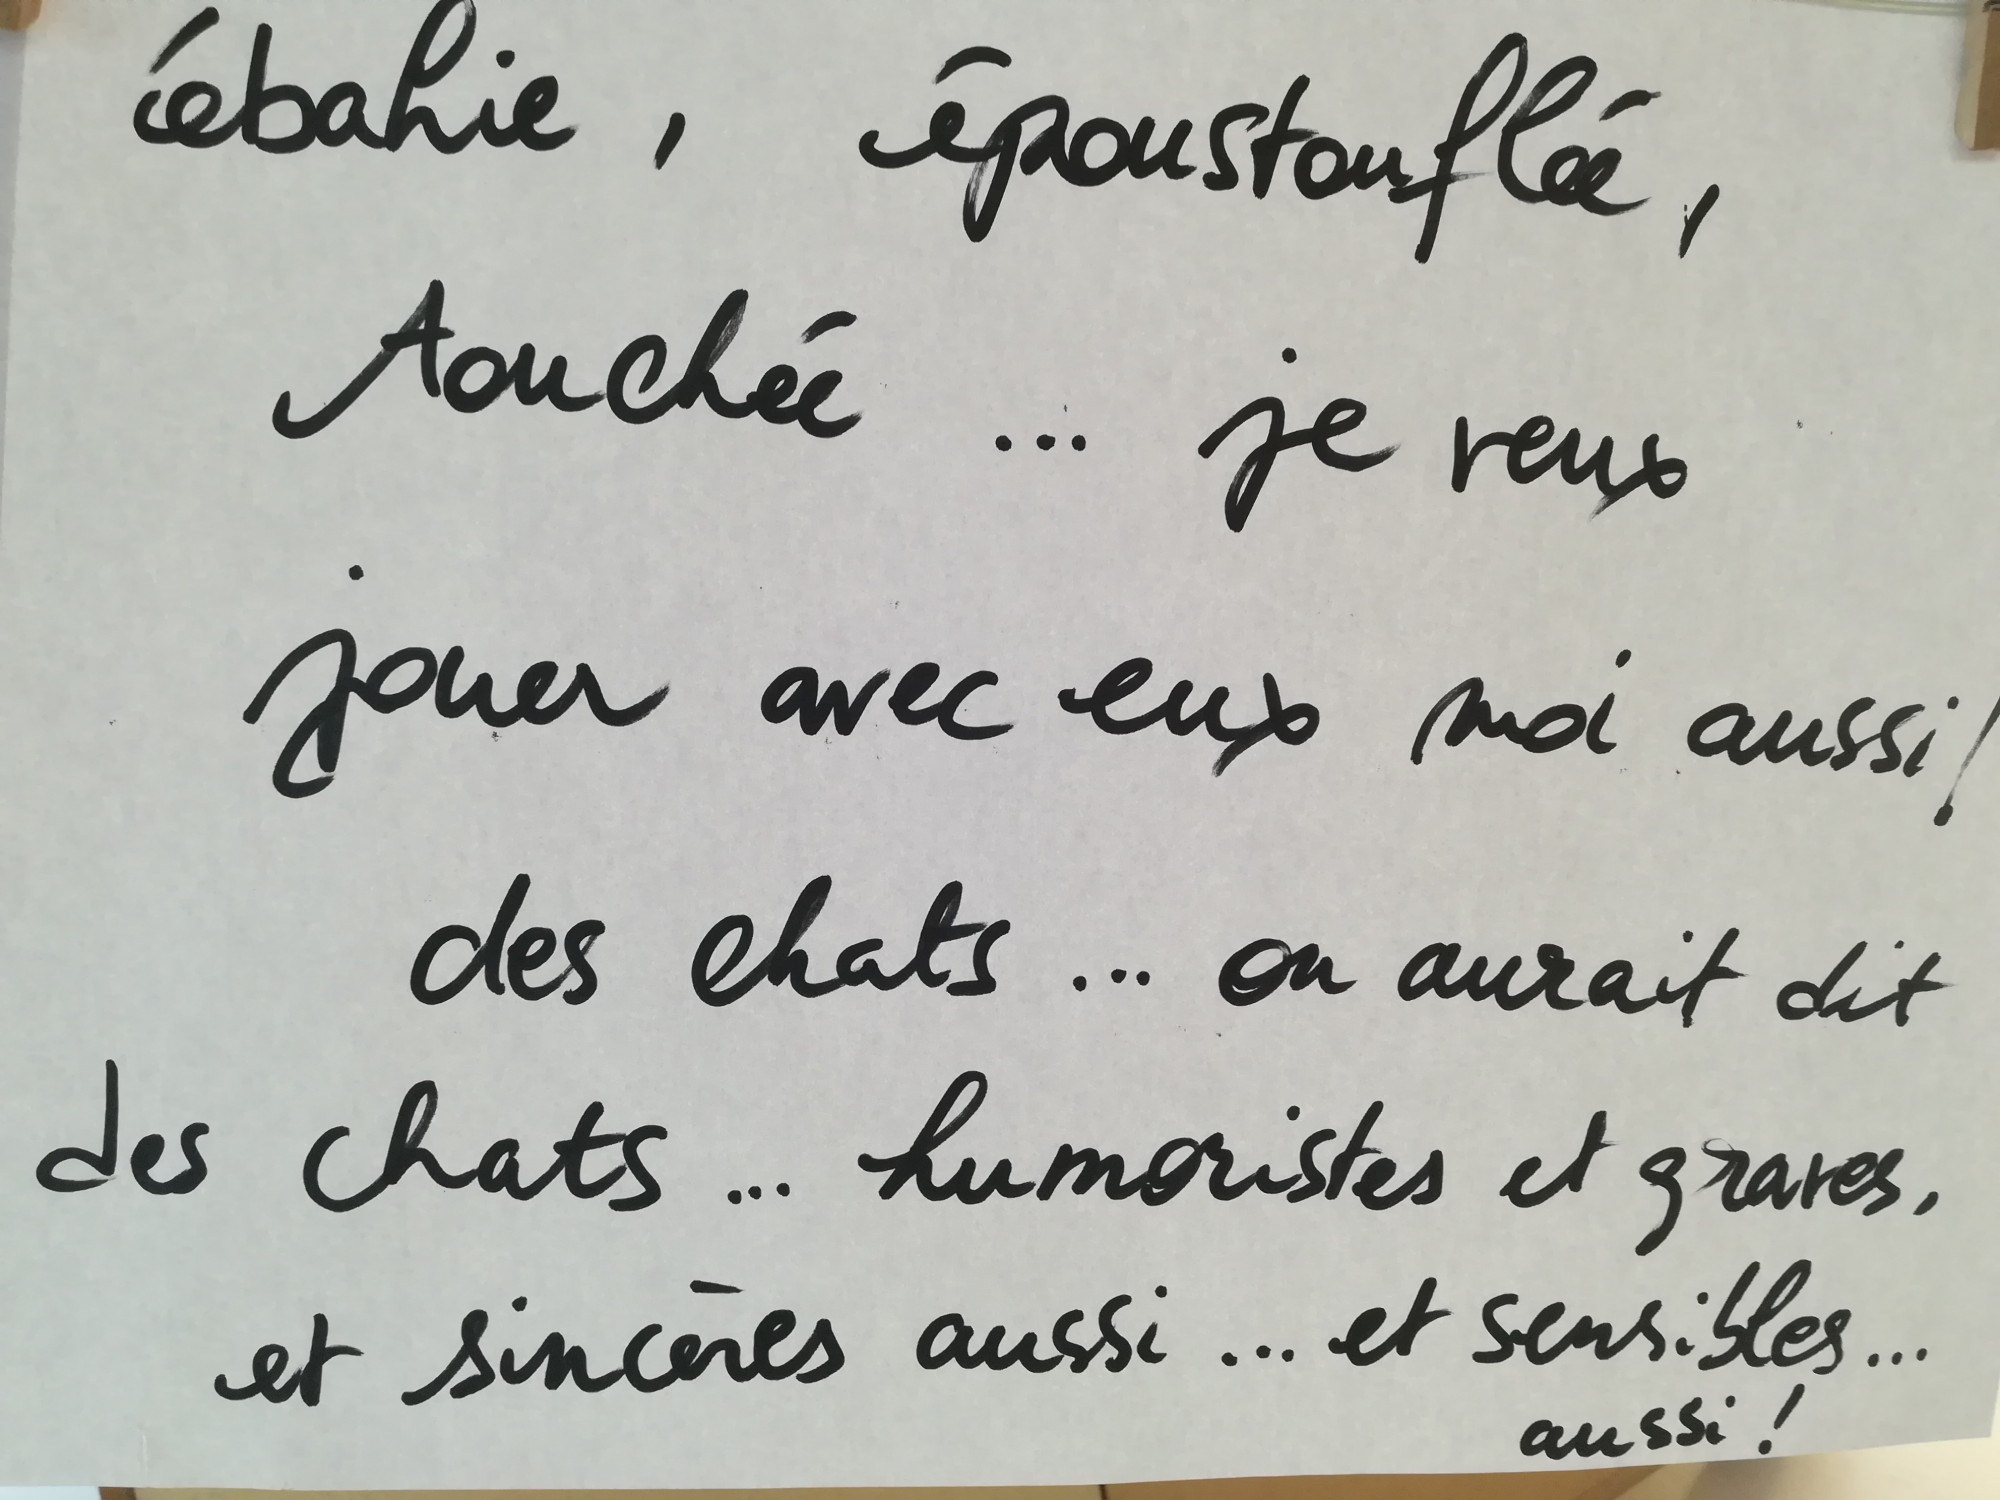 ébahie, époustouflée,
touchée ... je veux
jouer avec eux moi aussi!
des chats ... on aurait dit
des chats ... humoristes et graves,
et sincères aussi ... et sensibles ...
aussi!